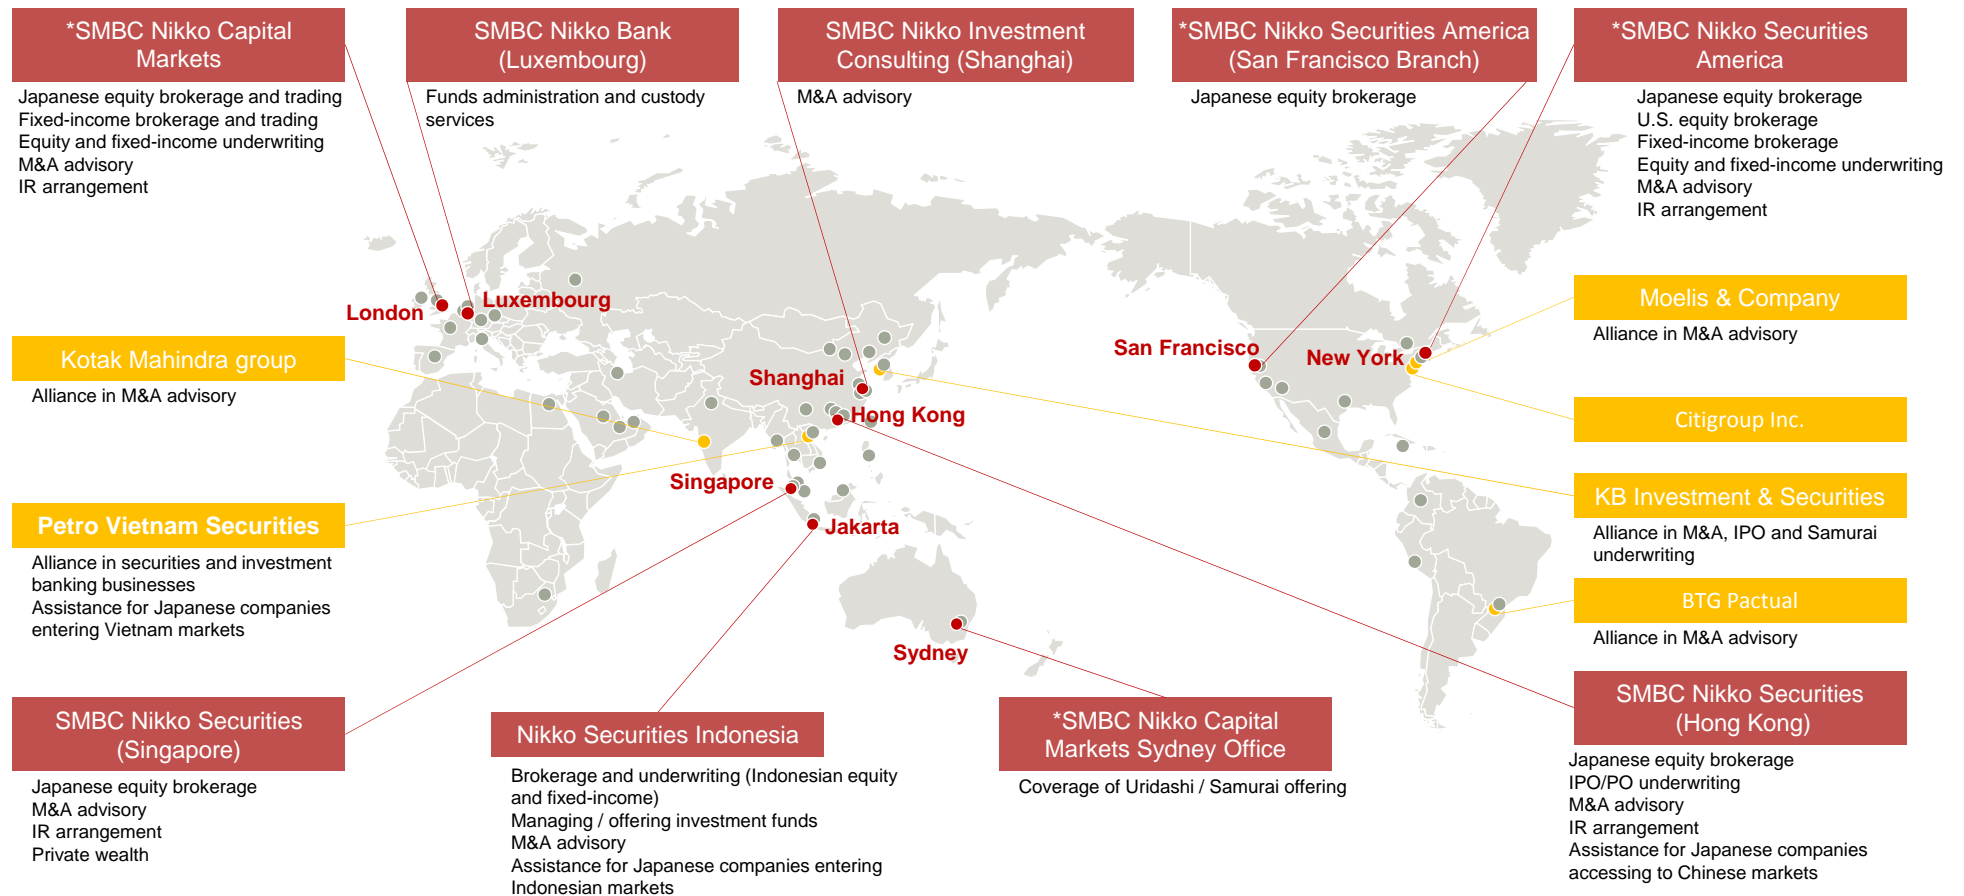 *SMBC Nikko Capital
Markets
Japanese equity brokerage and trading
Fixed-income brokerage and trading
Equity and fixed-income underwriting
M&A advisory
IR arrangement
SMBC Nikko Bank
(Luxembourg)
Funds administration and custody
services
SMBC Nikko Investment
Consulting (Shanghai)
M&A advisory
*SMBC Nikko Securities America
(San Francisco Branch)
Japanese equity brokerage
*SMBC Nikko Securities
America
Japanese equity brokerage
U.S. equity brokerage
Fixed-income brokerage
Equity and fixed-income underwriting
M&A advisory
IR arrangement
London
Luxembourg
Shanghai
Hong Kong
Singapore
Jakarta
Sydney
San Francisco
New York
Kotak Mahindra group
Alliance in M&A advisory
Petro Vietnam Securities
Alliance in securities and investment
banking businesses
Assistance for Japanese companies
entering Vietnam markets
Moelis & Company
Alliance in M&A advisory
Citigroup Inc.
KB Investment & Securities
Alliance in M&A, IPO and Samurai
underwriting
BTG Pactual
Alliance in M&A advisory
SMBC Nikko Securities
(Singapore)
Japanese equity brokerage
M&A advisory
IR arrangement
Private wealth
Nikko Securities Indonesia
Brokerage and underwriting (Indonesian equity
and fixed-income)
Managing / offering investment funds
M&A advisory
Assistance for Japanese companies entering
Indonesian markets
*SMBC Nikko Capital
Markets Sydney Office
Coverage of Uridashi / Samurai offering
SMBC Nikko Securities
(Hong Kong)
Japanese equity brokerage
IPO/PO underwriting
M&A advisory
IR arrangement
Assistance for Japanese companies
accessing to Chinese markets